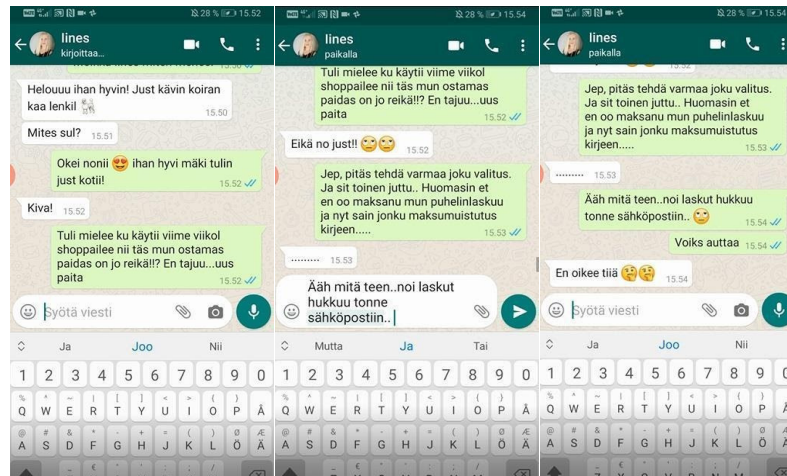 28 % 15.52
Iines
kirjoittaa...
Helouuu ihan hyvin! Just kävin koiran
kaa lenkil 🐩
15.50
Mites sul? 15.51
Okei nonii 😍 ihan hyvi mäki tulin
just kotii!
15.52
Kiva! 15.52
Tuli mielee ku käytii viime viikol
shoppailee nii täs mun ostamas
paidas on jo reikä!!? En tajuu...uus
paita
15.52
Syötä viesti
Ja Joo Nii
1 2 3 4 5 6 7 8 9 0
Q W E R T Y U I O P Å
A S D F G H J K L Ö Ä
28 % 15.54
Iines
paikalla
Tuli mielee ku käytii viime viikol
shoppailee nii täs mun ostamas
paidas on jo reikä!!? En tajuu...uus
paita
15.52
Eikä no just!! 🙄🙄 15.52
Jep, pitäs tehdä varmaa joku valitus.
Ja sit toinen juttu.. Huomasin et
en oo maksanu mun puhelinlaskuu
ja nyt sain jonku maksumuistutus
kirjeen.....
15.53
......... 15.53
Ääh mitä teen..noi laskut
hukkuu tonne
sähköpostiin..
Mutta Ja Tai
1 2 3 4 5 6 7 8 9 0
Q W E R T Y U I O P Å
A S D F G H J K L Ö Ä
28 % 15.54
Iines
paikalla
15.52
Jep, pitäs tehdä varmaa joku valitus.
Ja sit toinen juttu.. Huomasin et
en oo maksanu mun puhelinlaskuu
ja nyt sain jonku maksumuistutus
kirjeen.....
15.53
......... 15.53
Ääh mitä teen..noi laskut hukkuu
tonne sähköpostiin.. 🙄
15.54
Voiks auttaa 15.54
En oikee tiiä 🤔🤔 15.54
Syötä viesti
Ja Joo Nii
1 2 3 4 5 6 7 8 9 0
Q W E R T Y U I O P Å
A S D F G H J K L Ö Ä